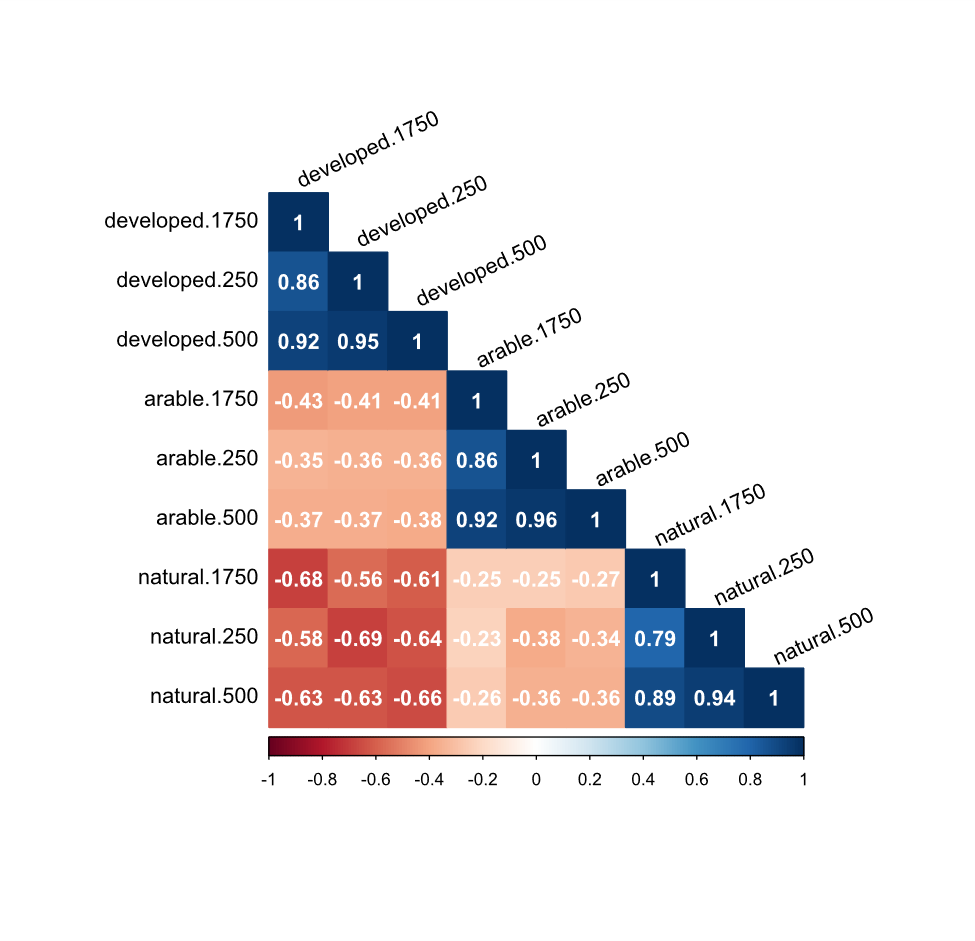 developed.1750
developed.250
developed.500
arable.1750
arable.250
arable.500
natural.1750
natural.250
natural.500
developed.1750 1
developed.250 0.86 1
developed.500 0.92 0.95 1
arable.1750 -0.43 -0.41 -0.41 1
arable.250 -0.35 -0.36 -0.36 0.86 1
arable.500 -0.37 -0.37 -0.38 0.92 0.96 1
natural.1750 -0.68 -0.56 -0.61 -0.25 -0.25 -0.27 1
natural.250 -0.58 -0.69 -0.64 -0.23 -0.38 -0.34 0.79 1
natural.500 -0.63 -0.63 -0.66 -0.26 -0.36 -0.36 0.89 0.94 1
-1 -0.8 -0.6 -0.4 -0.2 0 0.2 0.4 0.6 0.8 1